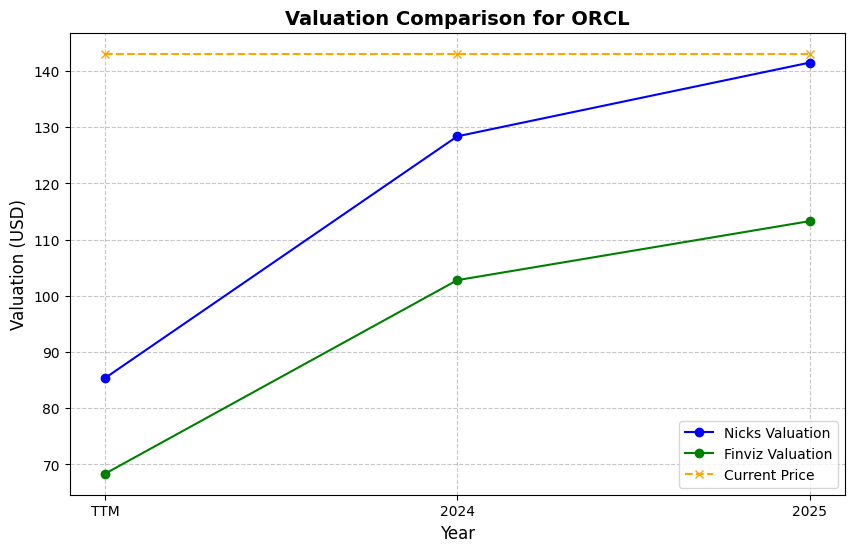 Valuation Comparison for ORCL
Valuation (USD)
140
130
120
110
100
90
80
70
TTM
2024
2025
Year
Nicks Valuation
Finviz Valuation
Current Price